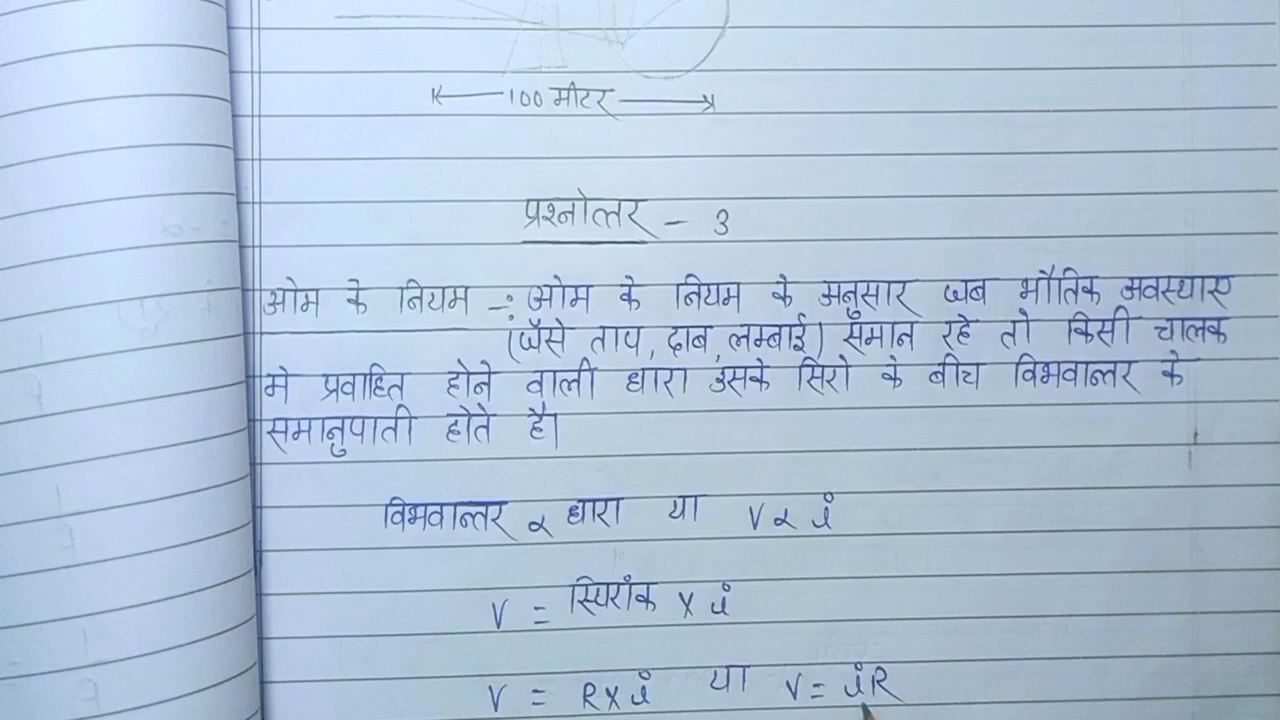 100 मीटर
प्रश्नोत्तर - 3
ओम के नियम -: ओम के नियम के अनुसार जब भौतिक अवस्थाए
(जैसे ताप, दाब, लम्बाई) समान रहे तो किसी चालक
मे प्रवाहित होने वाली धारा उसके सिरो के बीच विभवान्तर के
समानुपाती होते है।
विभवान्तर ∝ धारा या V ∝ i
V = स्थिरांक × i
V = R × i या V = iR